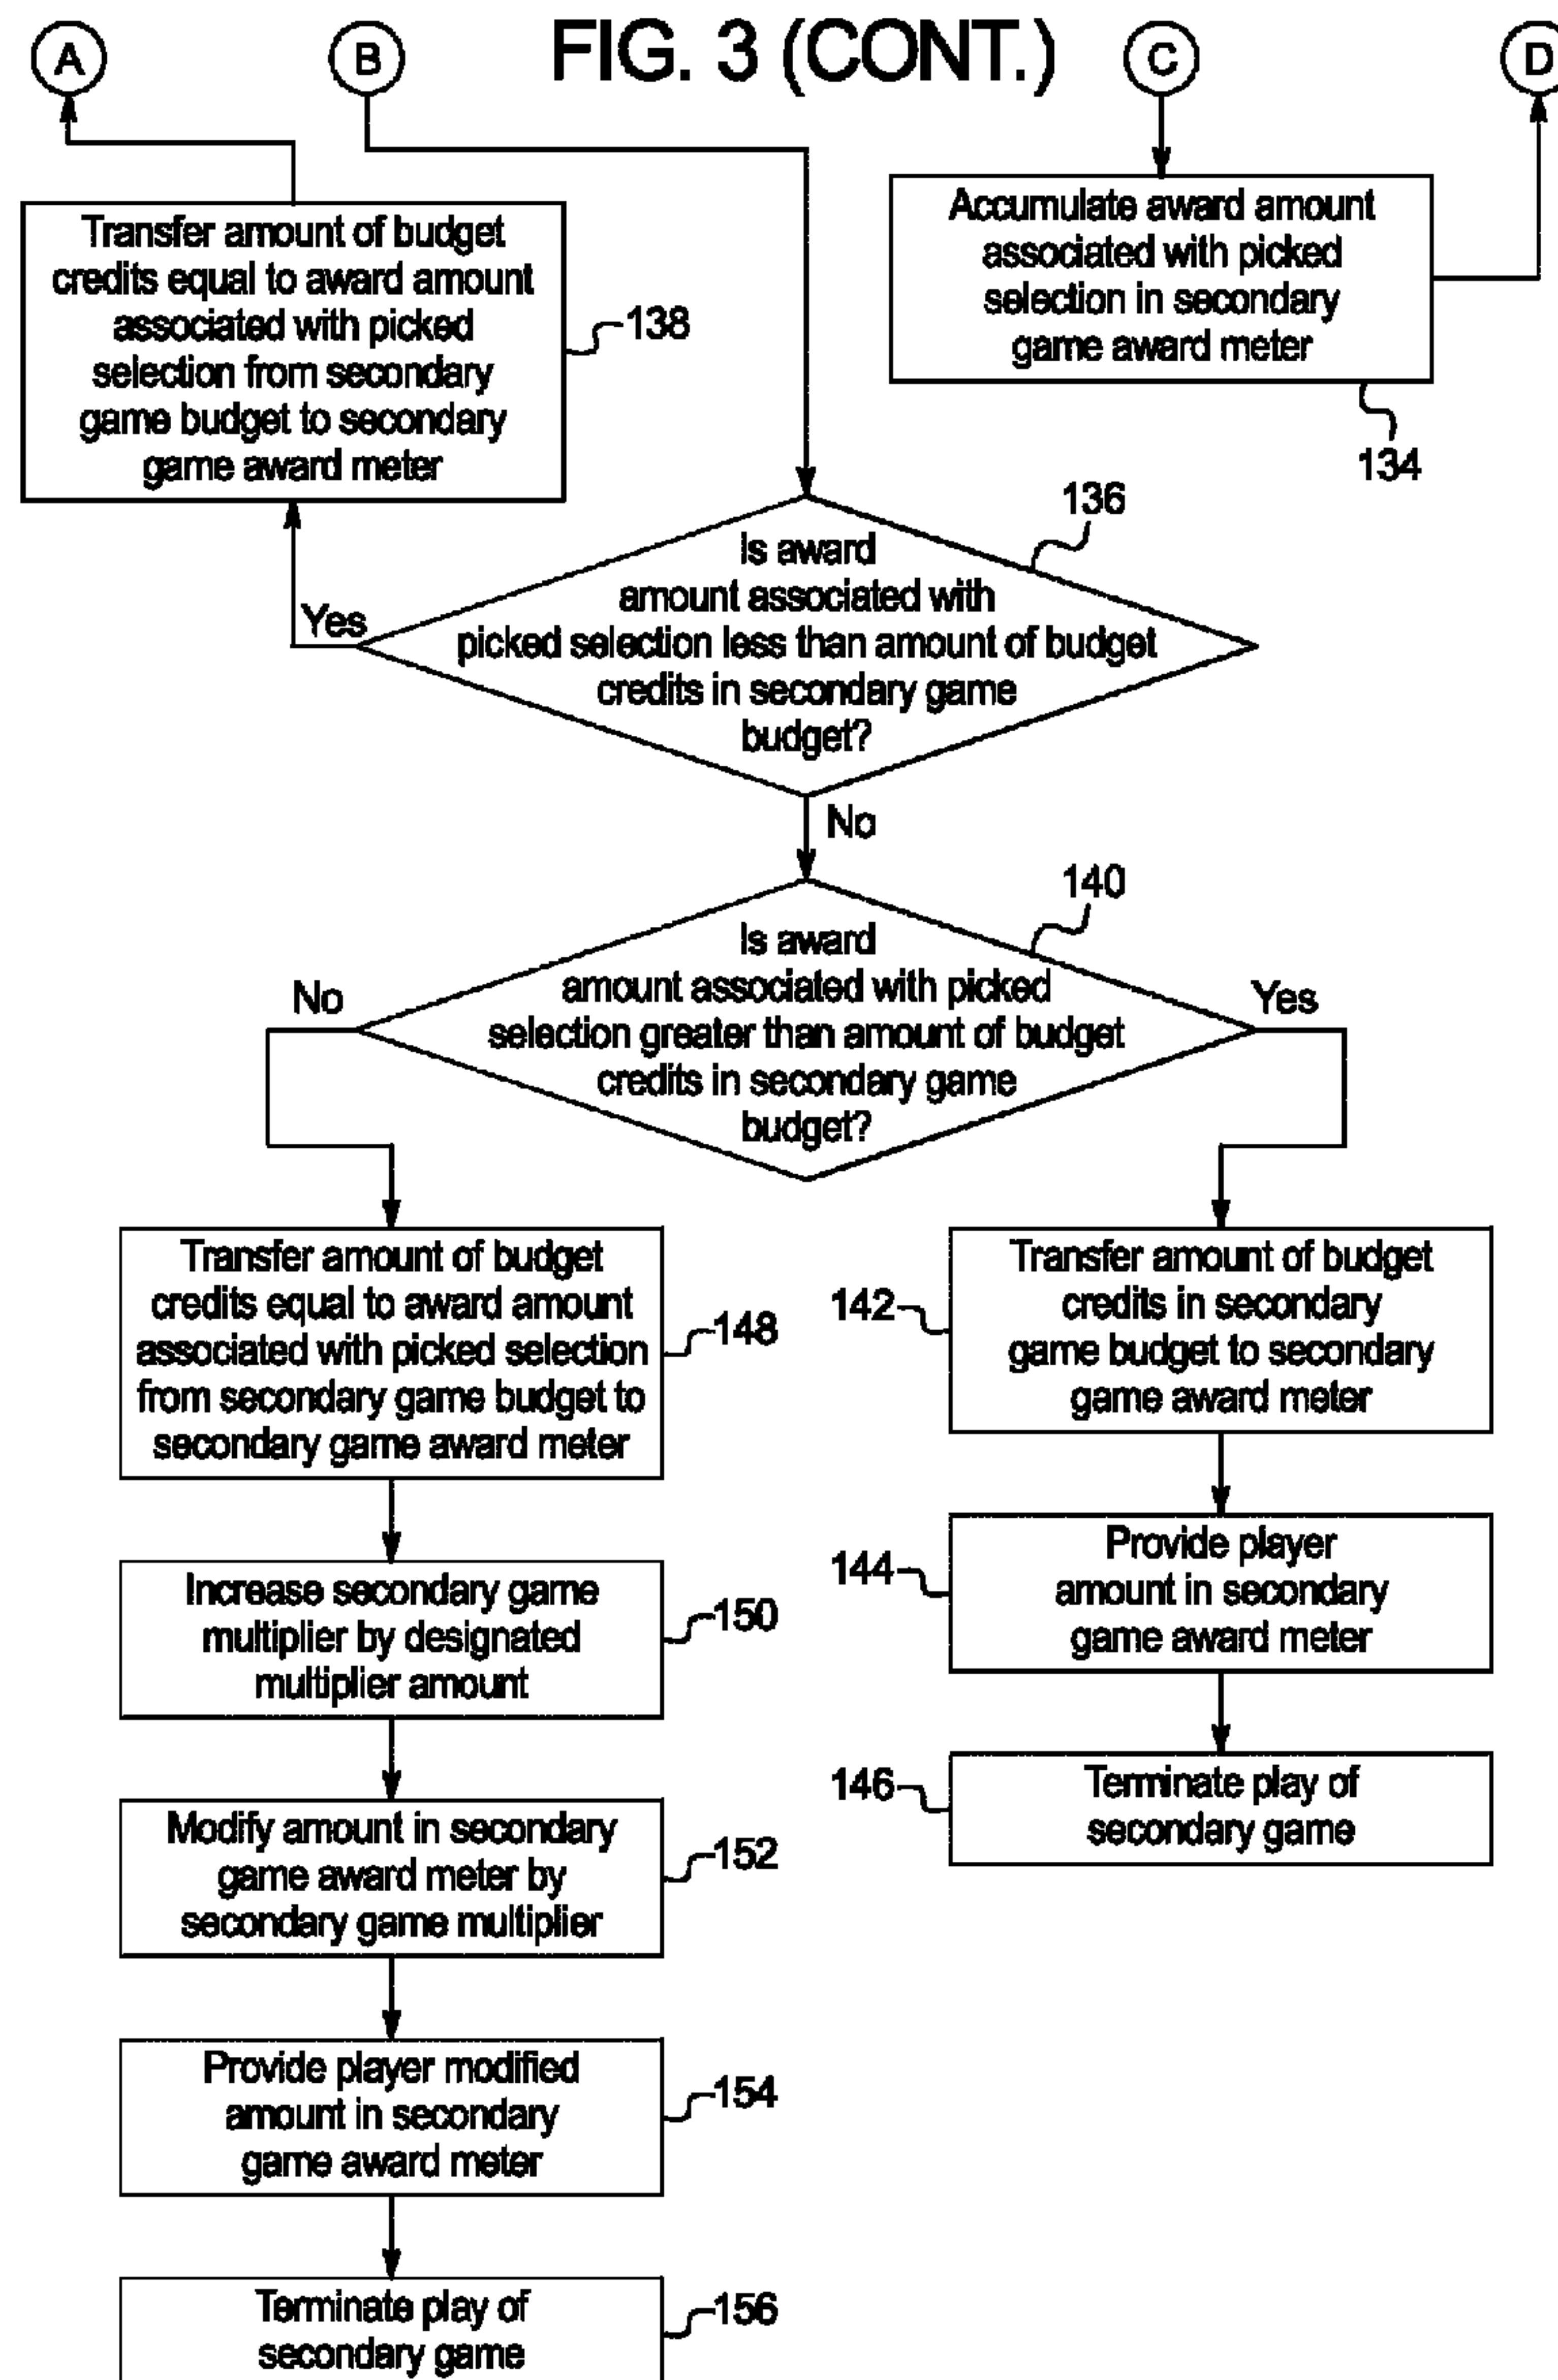 FIG. 3 (CONT.)
A
B
C
D
Transfer amount of budget
credits equal to award amount
associated with picked
selection from secondary
game budget to secondary
game award meter
138
Accumulate award amount
associated with picked
selection in secondary
game award meter
134
136
Is award
amount associated with
picked selection less than amount of budget
credits in secondary game
budget?
Yes
No
140
Is award
amount associated with picked
selection greater than amount of budget
credits in secondary game
budget?
No
Yes
Transfer amount of budget
credits equal to award amount
associated with picked selection
from secondary game budget to
secondary game award meter
148
142
Transfer amount of budget
credits in secondary
game budget to secondary
game award meter
Increase secondary game
multiplier by designated
multiplier amount
150
144
Provide player
amount in secondary
game award meter
Modify amount in secondary
game award meter by
secondary game multiplier
152
146
Terminate play of
secondary game
Provide player modified
amount in secondary
game award meter
154
Terminate play of
secondary game
156